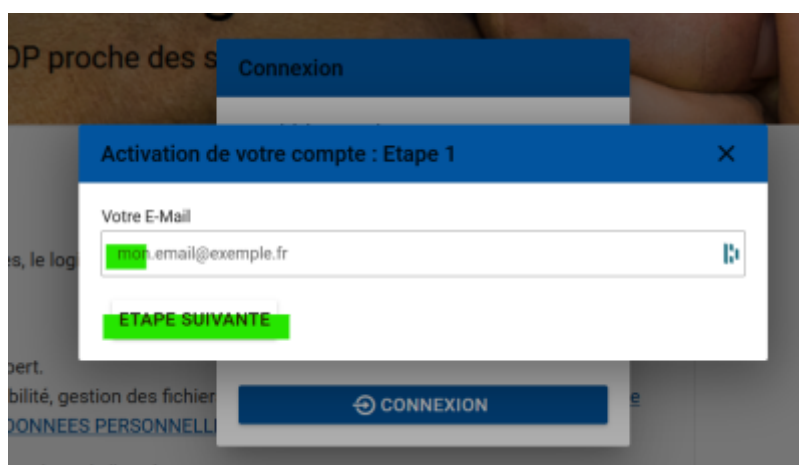 OP proche des s
Connexion
Activation de votre compte : Etape 1
Votre E-Mail
mon.email@exemple.fr
es, le log
ETAPE SUIVANTE
pert.
bilité, gestion des fichier
e
CONNEXION
DONNEES PERSONNELL